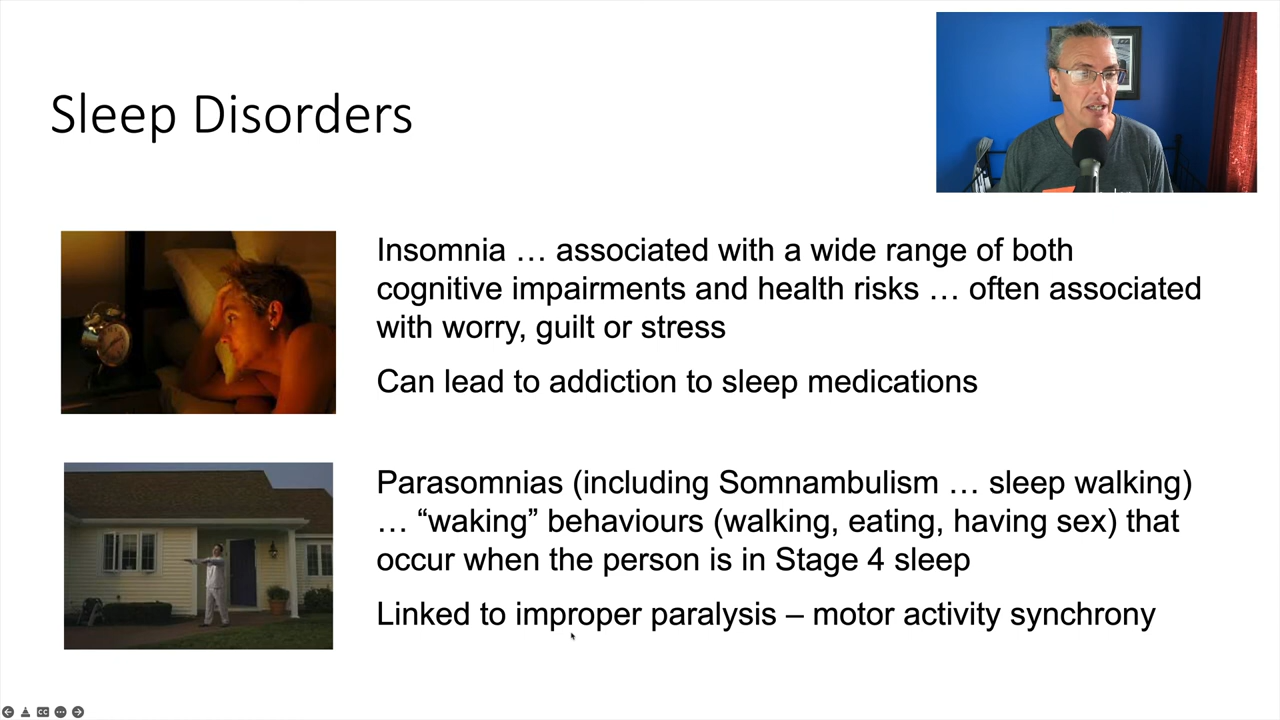 Sleep Disorders
Insomnia … associated with a wide range of both
cognitive impairments and health risks … often associated
with worry, guilt or stress
Can lead to addiction to sleep medications
Parasomnias (including Somnambulism … sleep walking)
… “waking” behaviours (walking, eating, having sex) that
occur when the person is in Stage 4 sleep
Linked to improper paralysis – motor activity synchrony
CC